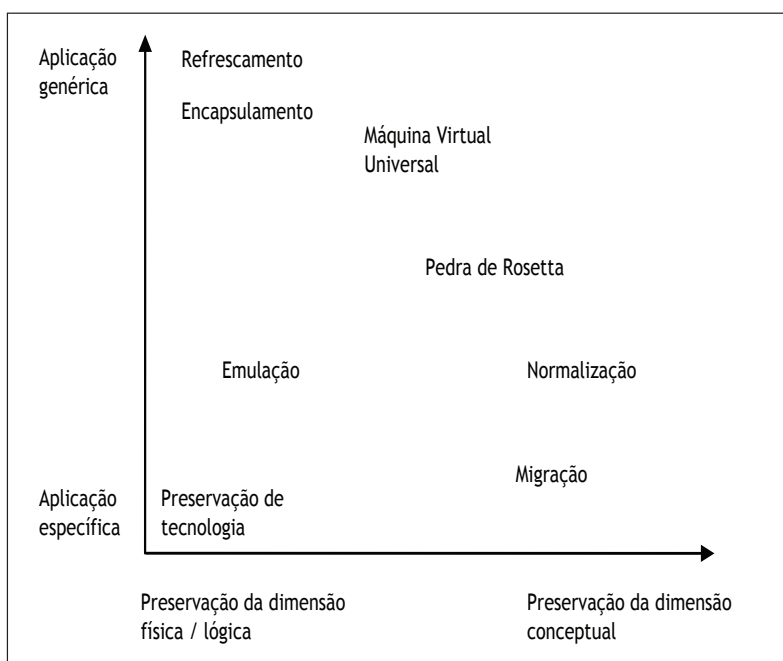 Aplicação
genérica
Refrescamento
Encapsulamento
Máquina Virtual
Universal
Pedra de Rosetta
Emulação
Normalização
Migração
Aplicação
específica
Preservação de
tecnologia
Preservação da dimensão
física / lógica
Preservação da dimensão
conceptual